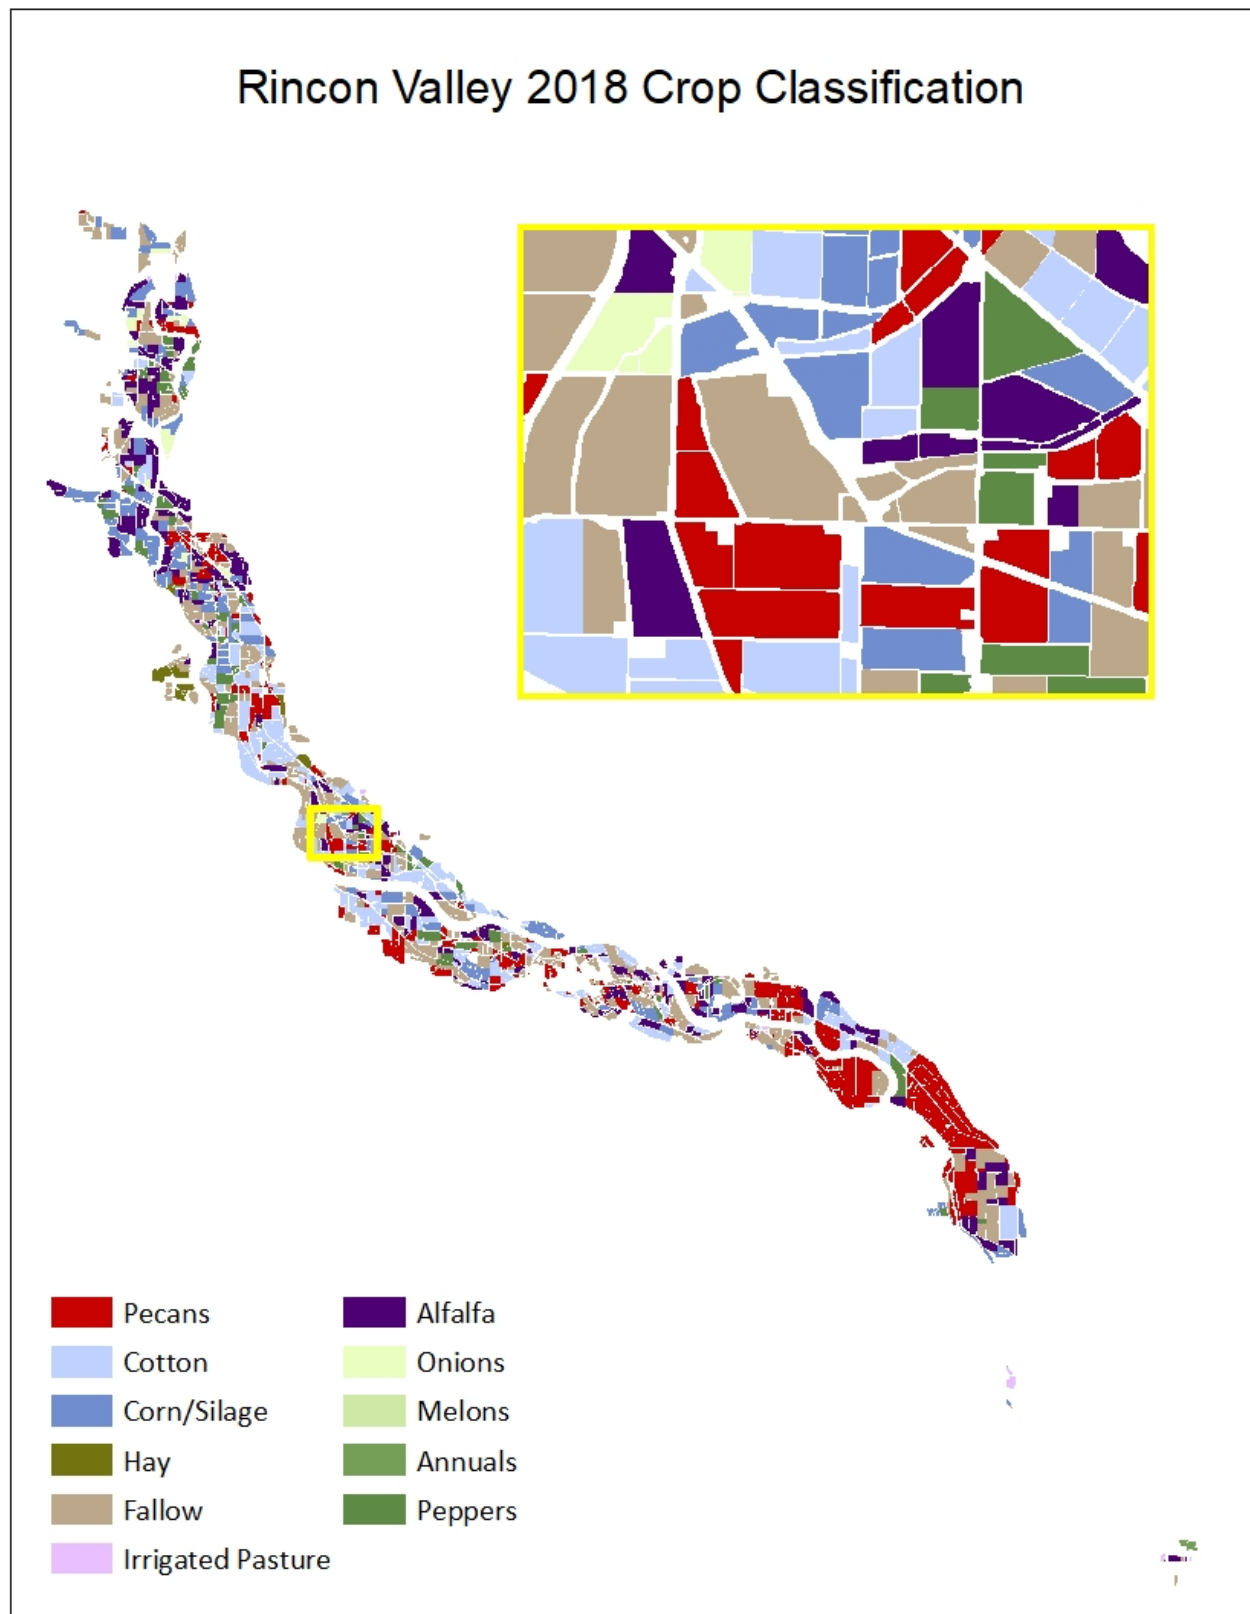 Rincon Valley 2018 Crop Classification
Pecans
Cotton
Corn/Silage
Hay
Fallow
Irrigated Pasture
Alfalfa
Onions
Melons
Annuals
Peppers